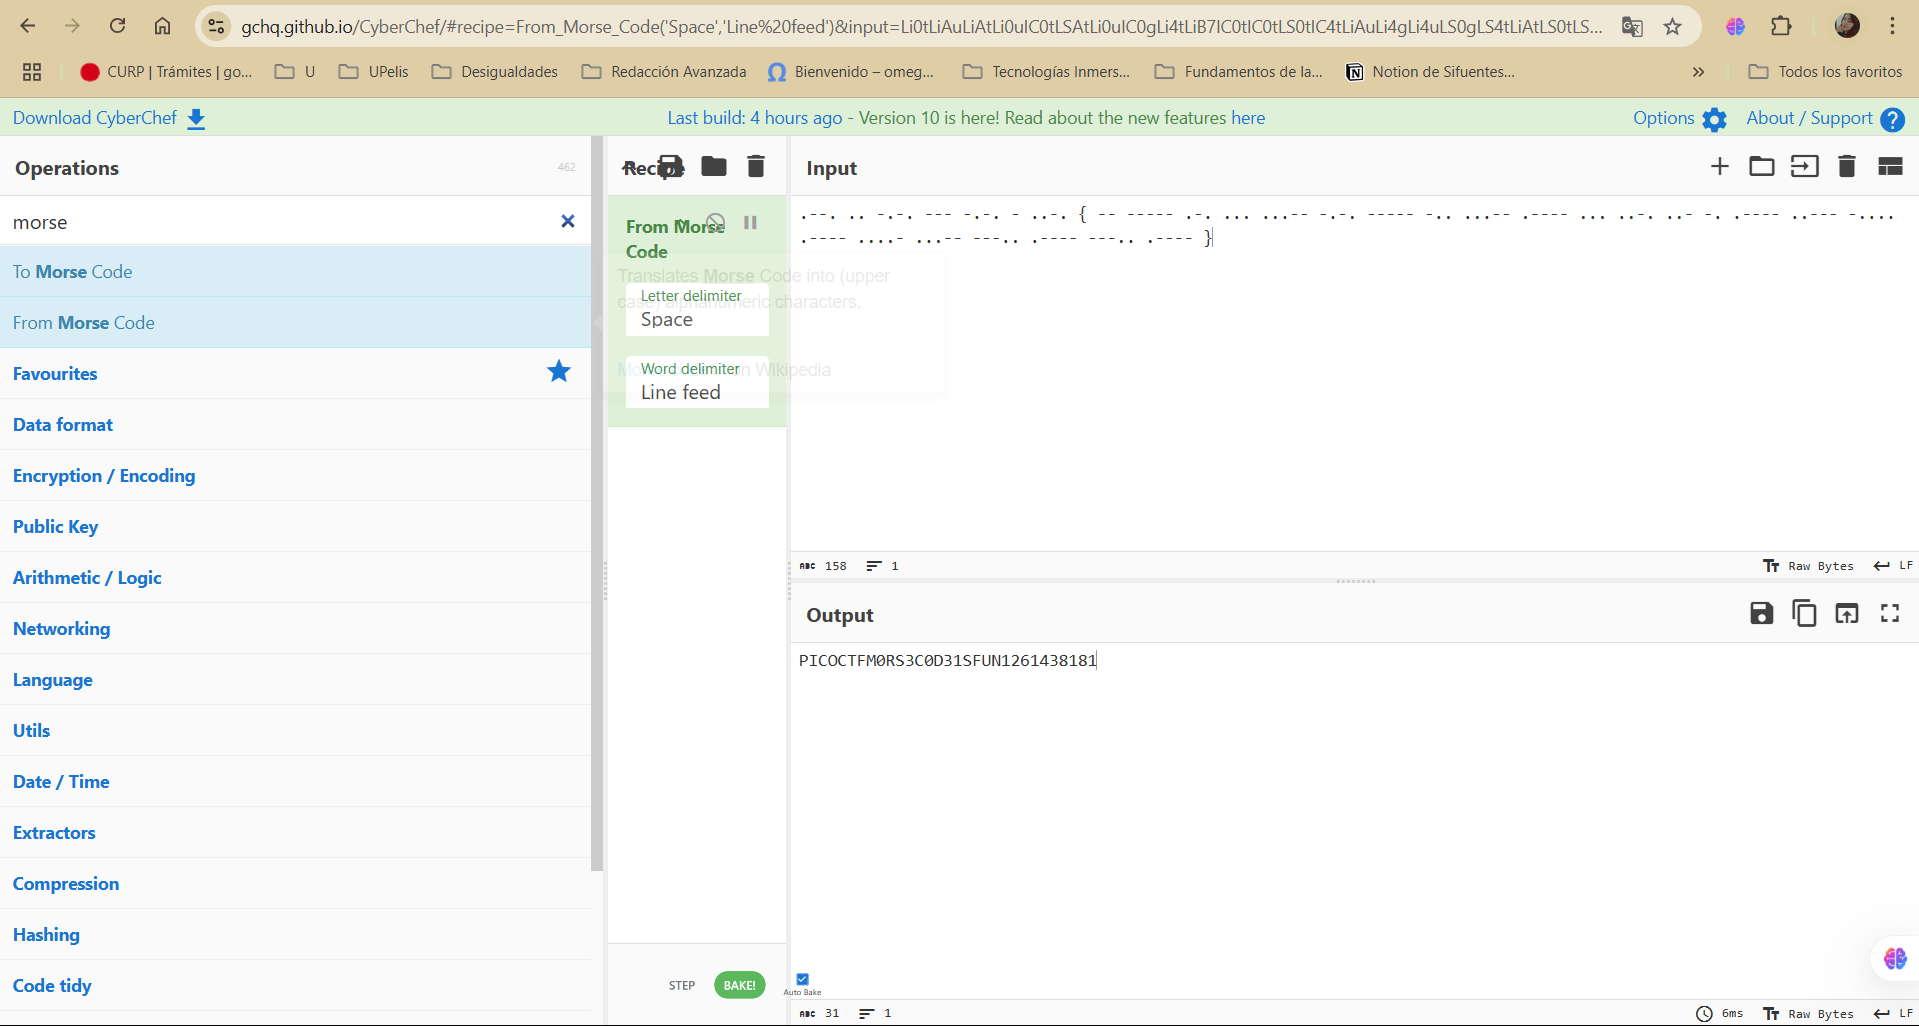 gchq.github.io/CyberChef/#recipe=From_Morse_Code('Space','Line%20feed')&input=Li0tLiAuLiAtLi0uIC0tLSAtLi0uIC0gLi4tLiB7IC0tIC0tLS0tIC4tLiAuLi4gLi4uLS0gLS4tLiAtLS0tLS...
CURP | Trámites | go... U UPelis Desigualdades Redacción Avanzada Bienvenido – omeg... Tecnologías Inmers... Fundamentos de la... Notion de Sifuentes... » Todos los favoritos
Download CyberChef Last build: 4 hours ago - Version 10 is here! Read about the new features here Options About / Support
Operations 462
morse
To Morse Code
From Morse Code
Favourites
Data format
Encryption / Encoding
Public Key
Arithmetic / Logic
Networking
Language
Utils
Date / Time
Extractors
Compression
Hashing
Code tidy
Recipe
From Morse
Code
Translates Morse Code into (upper
case) alphanumeric characters.
Letter delimiter
Space
Word delimiter
Line feed
on Wikipedia
STEP BAKE! Auto Bake
Input
.--. .. -.-. --- -.-. - ..-. { -- ----- .-. ... ...-- -.-. ----- -.. ...-- .---- ... ..-. ..- -. .---- ..--- -....
.---- ....- ...-- ---.. .---- ---.. .---- }
ABC 158 1 Raw Bytes LF
Output
PICOCTFM0RS3C0D31SFUN1261438181
ABC 31 1 6ms Raw Bytes LF